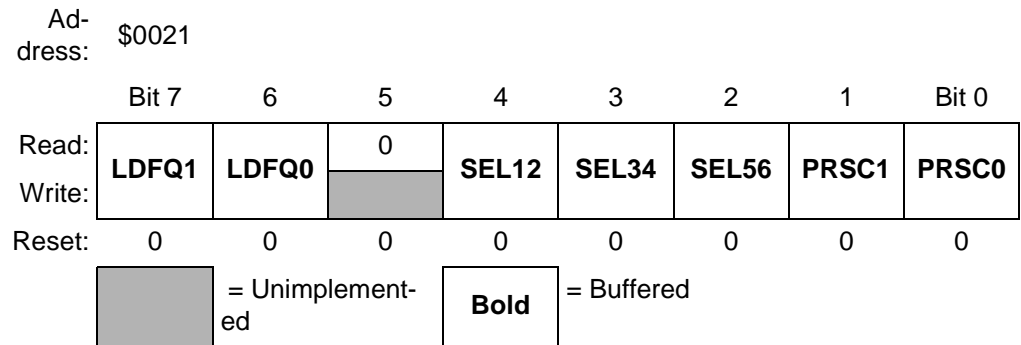 Ad-
dress: $0021
Bit 7 6 5 4 3 2 1 Bit 0
Read: LDFQ1 LDFQ0 0 SEL12 SEL34 SEL56 PRSC1 PRSC0
Write:
Reset: 0 0 0 0 0 0 0 0
= Unimplement-
ed
Bold = Buffered